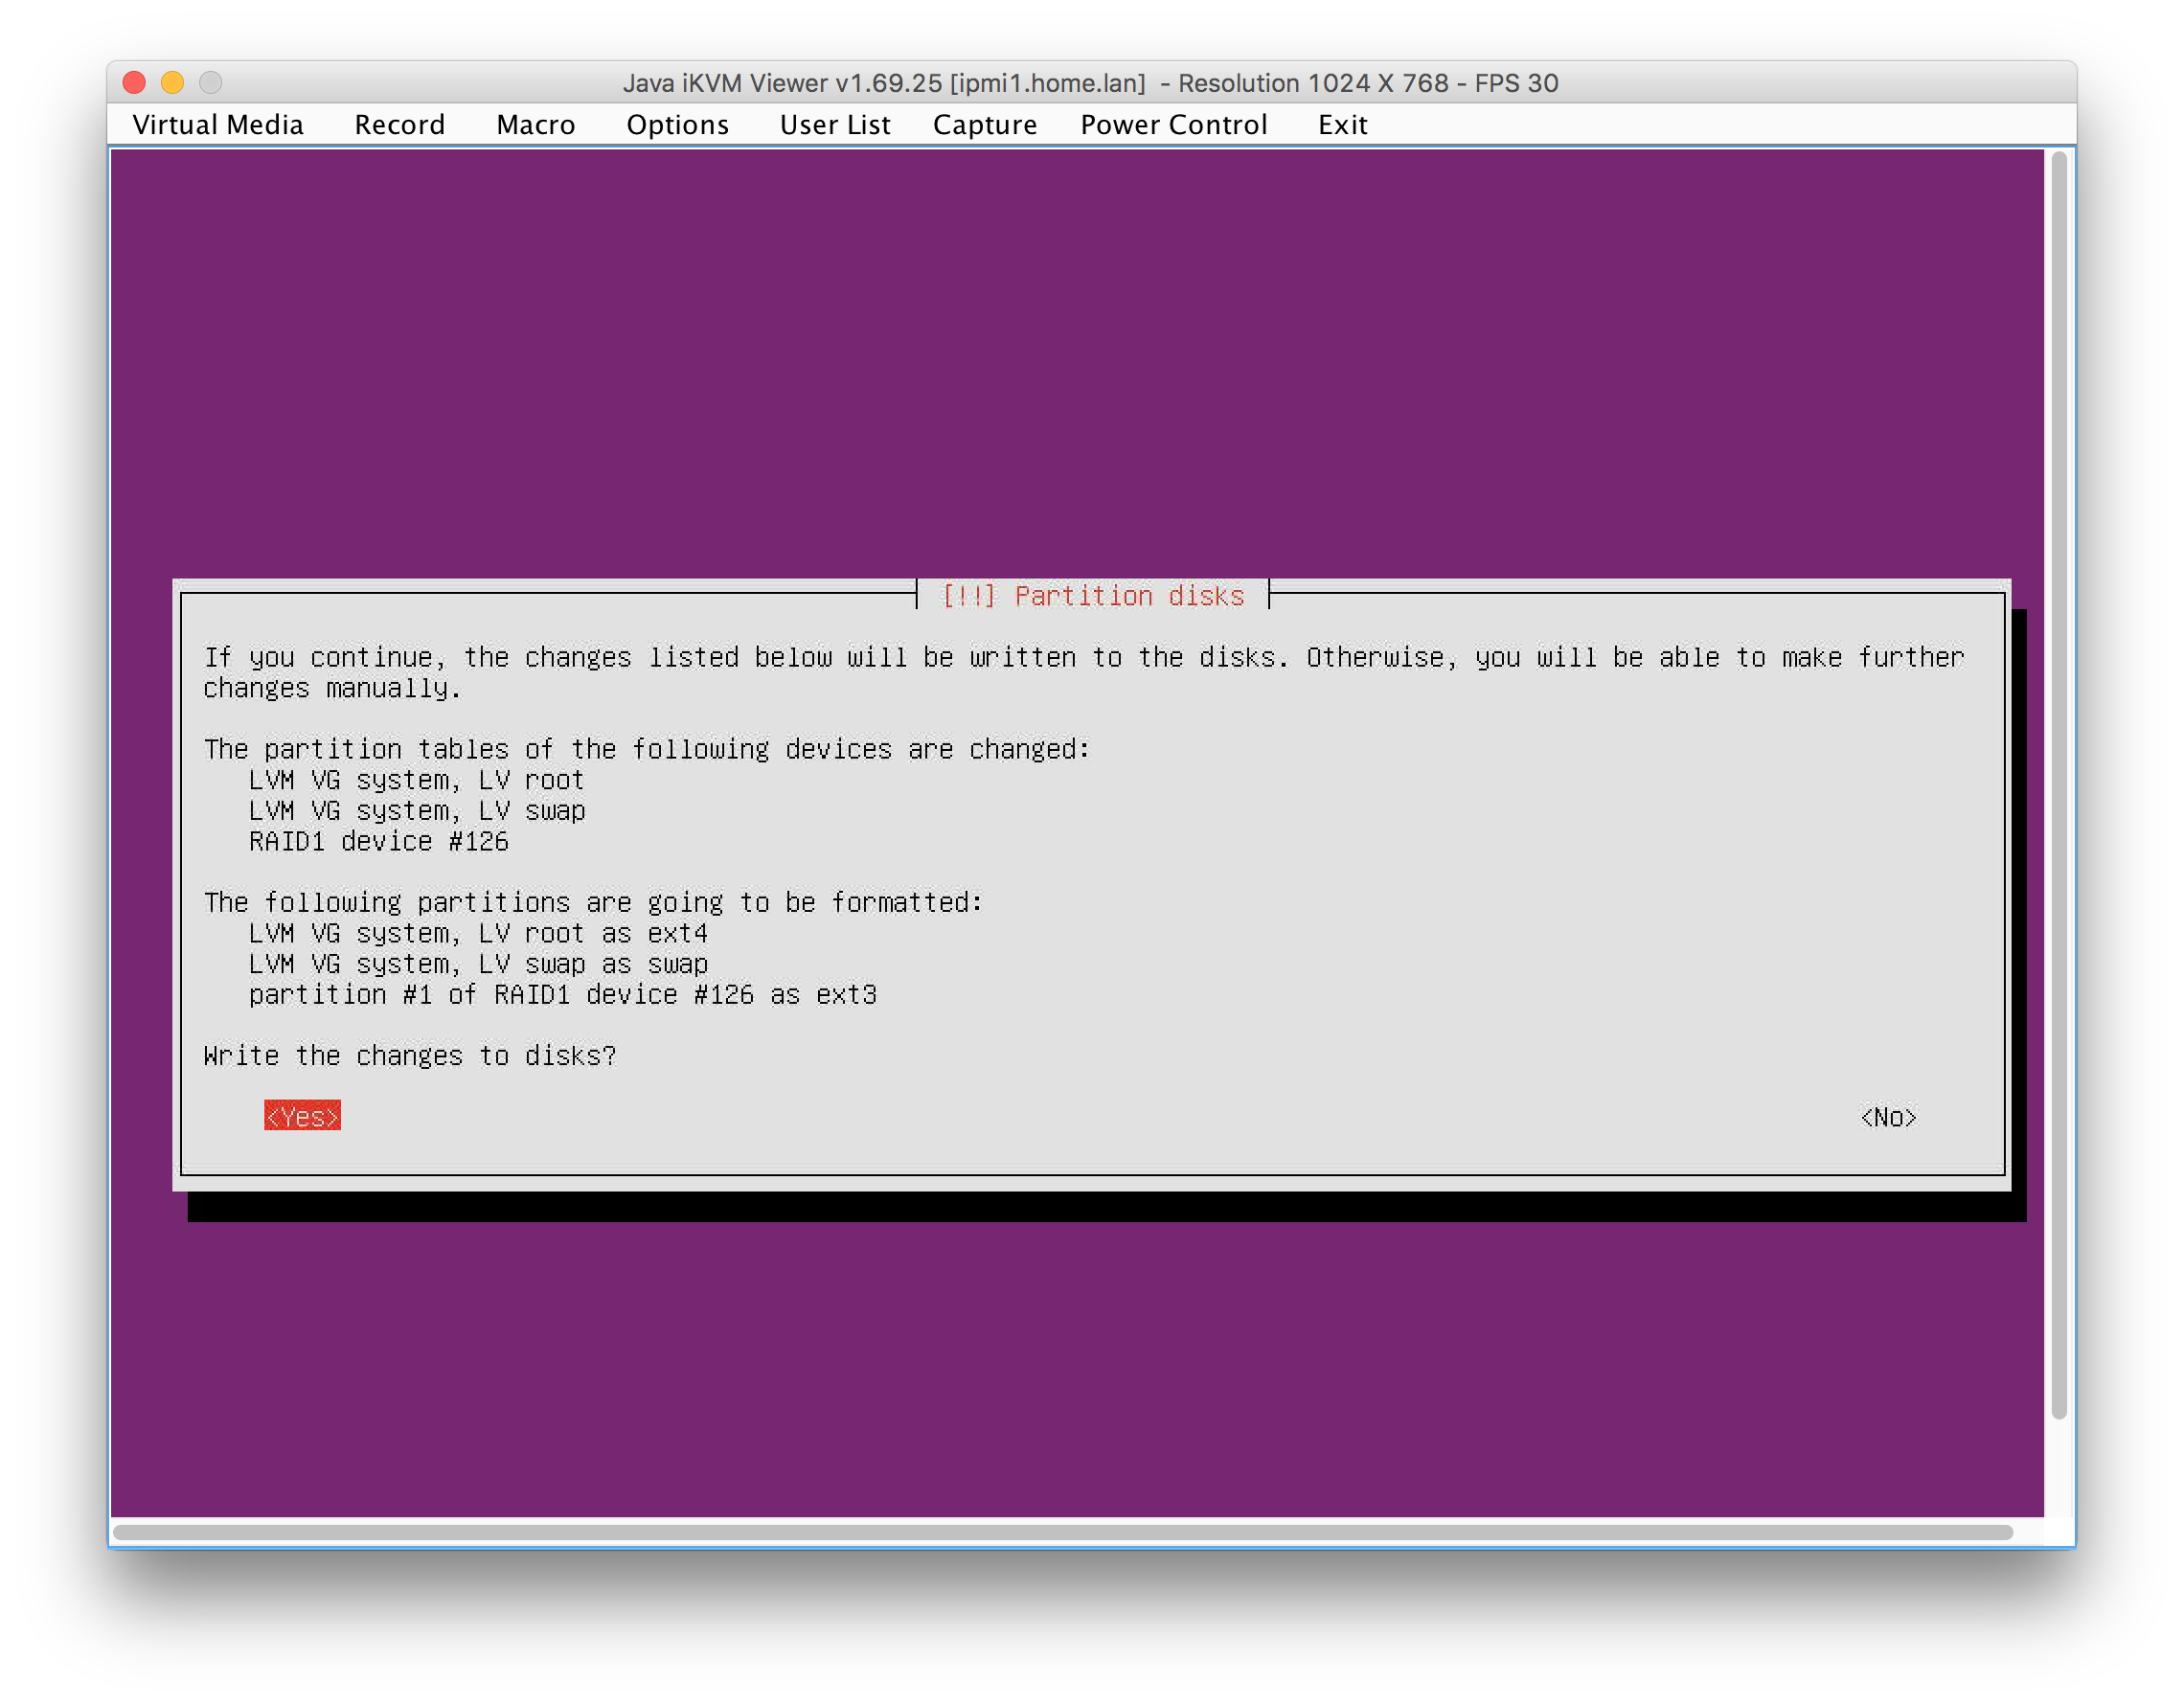 Java iKVM Viewer v1.69.25 [ipmi1.home.lan]  - Resolution 1024 X 768 - FPS 30
Virtual Media Record Macro Options User List Capture Power Control Exit
[!!] Partition disks
If you continue, the changes listed below will be written to the disks. Otherwise, you will be able to make further
changes manually.
The partition tables of the following devices are changed:
LVM VG system, LV root
LVM VG system, LV swap
RAID1 device #126
The following partitions are going to be formatted:
LVM VG system, LV root as ext4
LVM VG system, LV swap as swap
partition #1 of RAID1 device #126 as ext3
Write the changes to disks?
<Yes> <No>